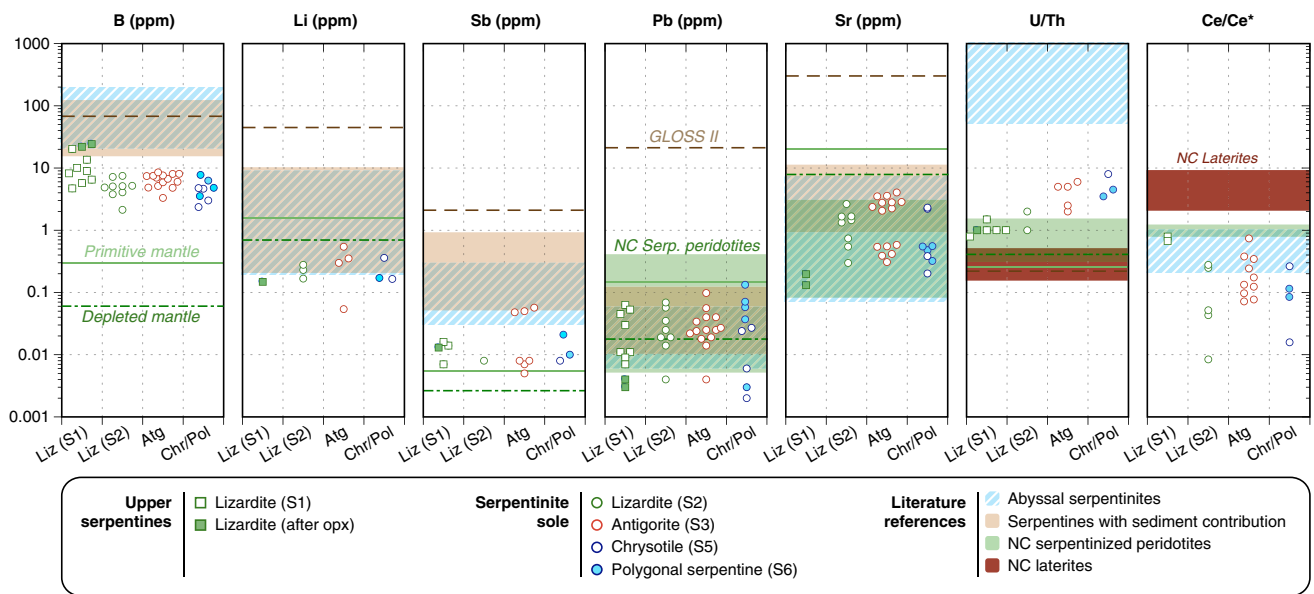 B (ppm) Li (ppm) Sb (ppm) Pb (ppm) Sr (ppm) U/Th Ce/Ce*
1000
100
10
1
0.1
0.01
0.001
GLOSS II
NC Laterites
Primitive mantle
NC Serp. peridotites
Depleted mantle
Liz (S1) Liz (S2) Atg Chr/Pol Liz (S1) Liz (S2) Atg Chr/Pol Liz (S1) Liz (S2) Atg Chr/Pol Liz (S1) Liz (S2) Atg Chr/Pol Liz (S1) Liz (S2) Atg Chr/Pol Liz (S1) Liz (S2) Atg Chr/Pol Liz (S1) Liz (S2) Atg Chr/Pol
Upper
serpentines
Lizardite (S1)
Lizardite (after opx)
Serpentinite
sole
Lizardite (S2)
Antigorite (S3)
Chrysotile (S5)
Polygonal serpentine (S6)
Literature
references
Abyssal serpentinites
Serpentines with sediment contribution
NC serpentinized peridotites
NC laterites